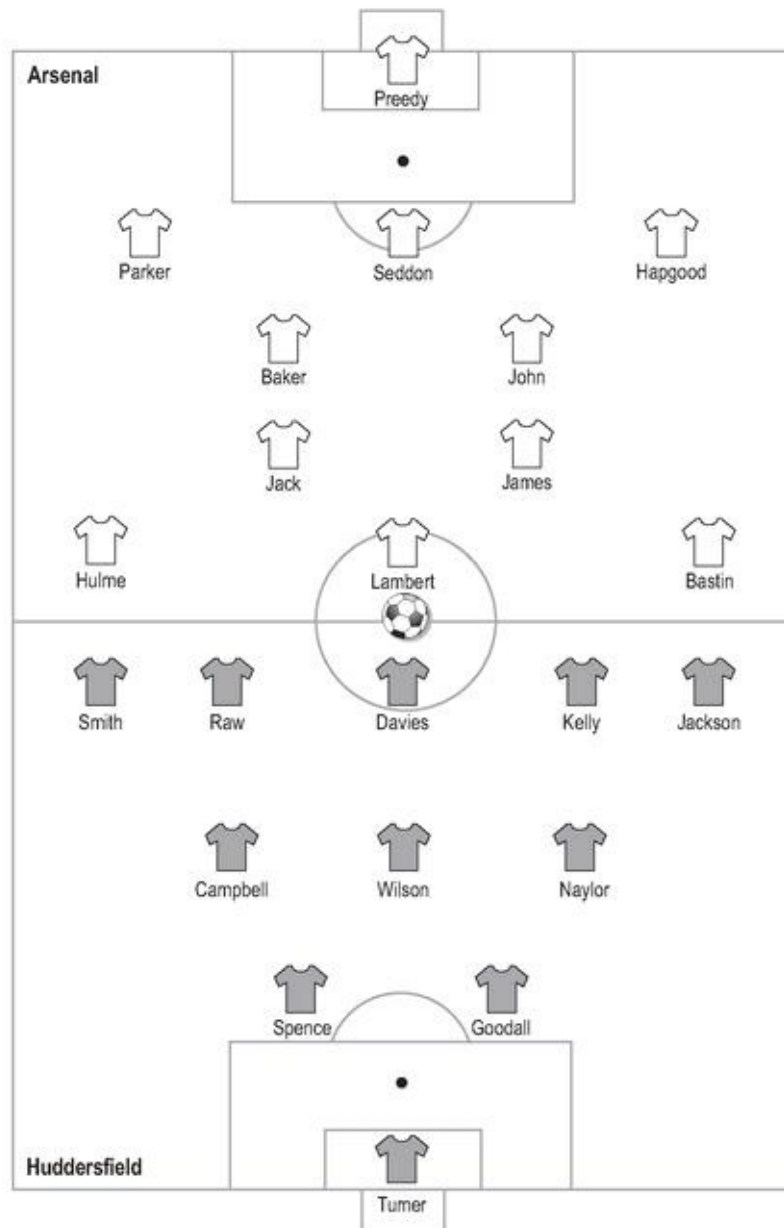 Arsenal
Preedy
Parker Seddon Hapgood
Baker John
Jack James
Hulme Lambert Bastin
Smith Raw Davies Kelly Jackson
Campbell Wilson Naylor
Spence Goodall
Huddersfield
Turner